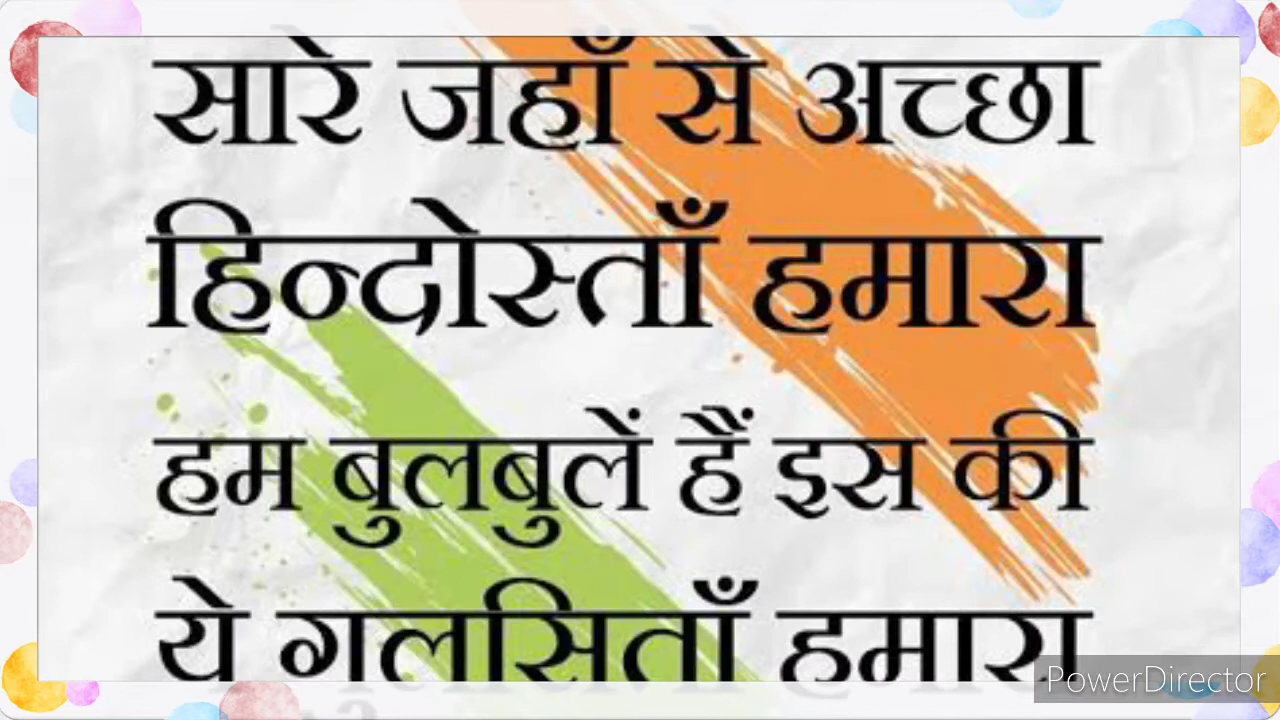 सारे जहाँ से अच्छा
हिन्दोस्ताँ हमारा
हम बुलबुलें हैं इस की
ये गुलसिताँ हमारा
PowerDirector